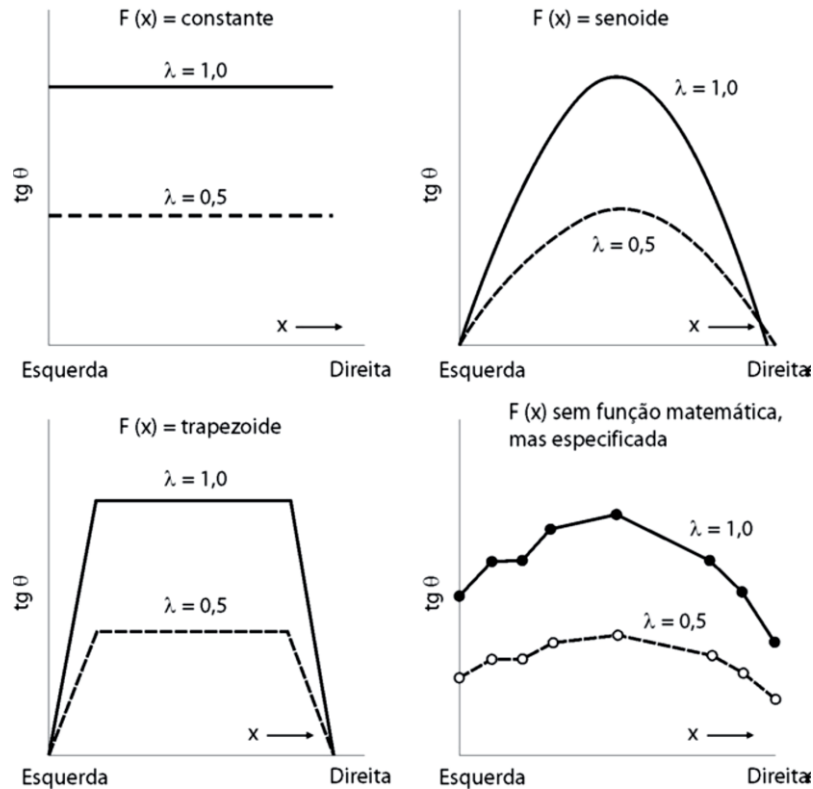 F (x) = constante
λ = 1,0
λ = 0,5
tg θ
x
Esquerda
Direita
F (x) = senoide
λ = 1,0
λ = 0,5
tg θ
x
Esquerda
Direita
F (x) = trapezoide
λ = 1,0
λ = 0,5
tg θ
x
Esquerda
Direita
F (x) sem função matemática,
mas especificada
λ = 1,0
λ = 0,5
tg θ
x
Esquerda
Direita